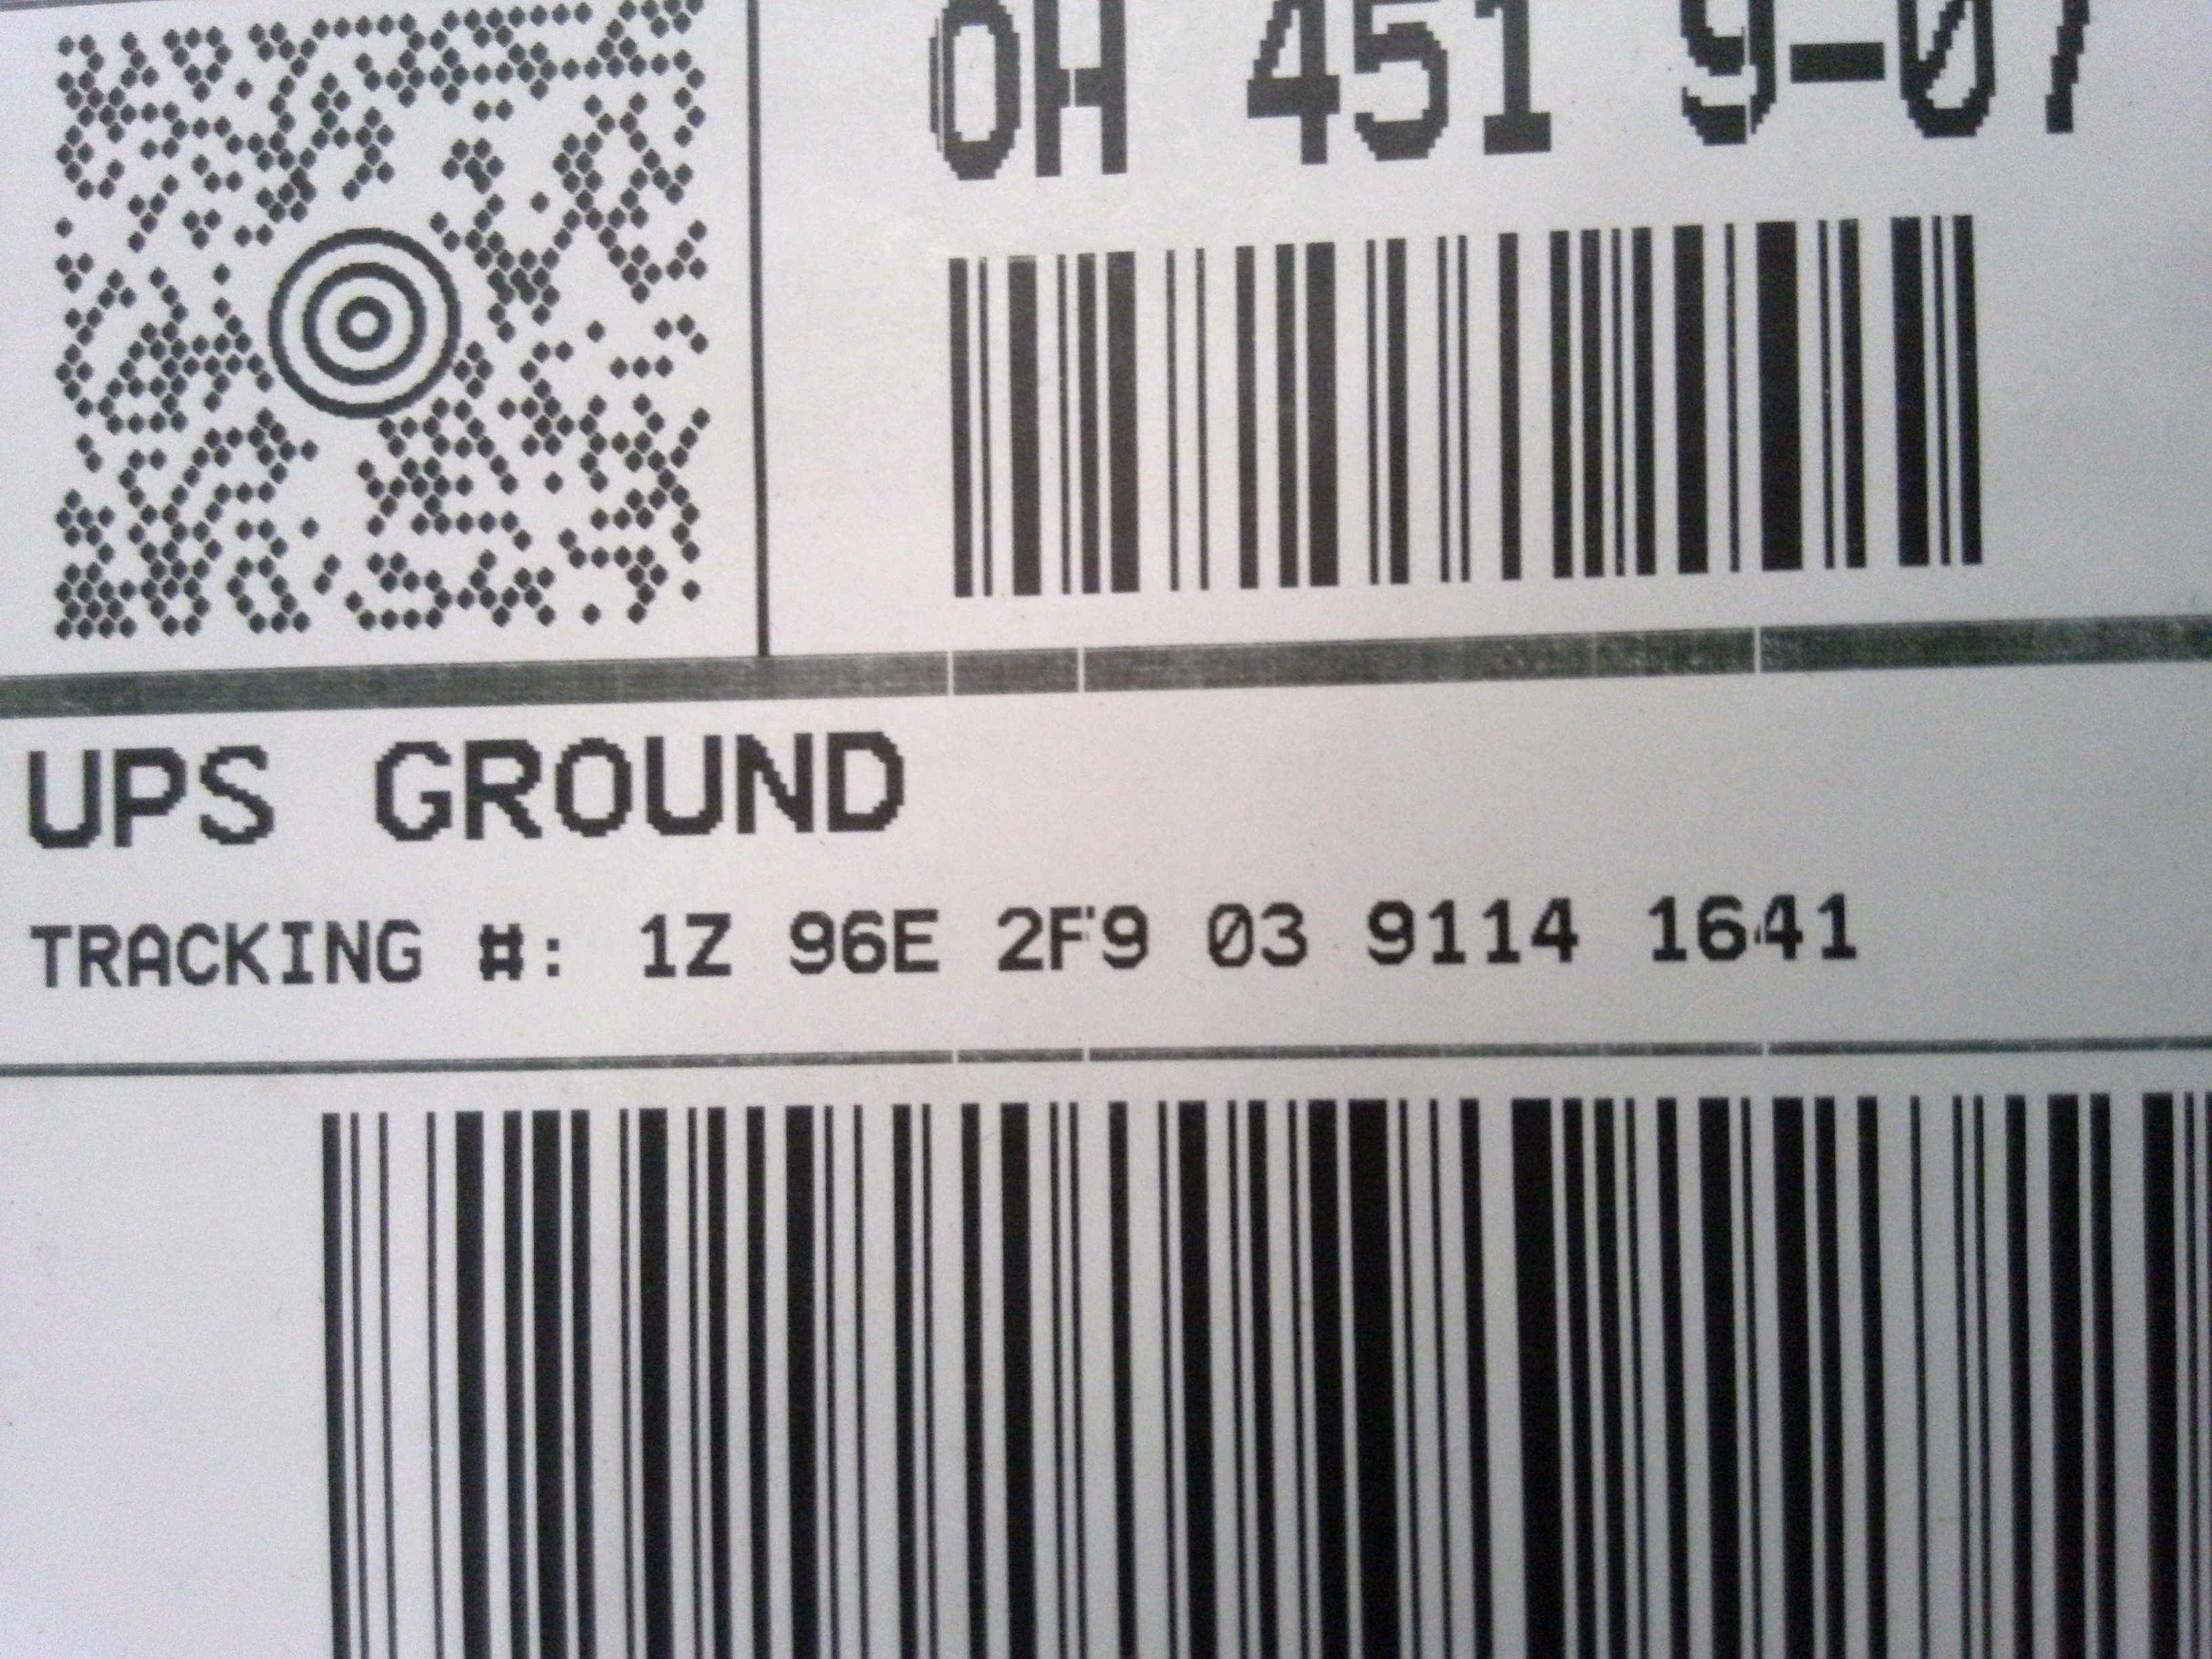 OH 451 9-07
UPS GROUND
TRACKING #: 1Z 96E 2F9 03 9114 1641